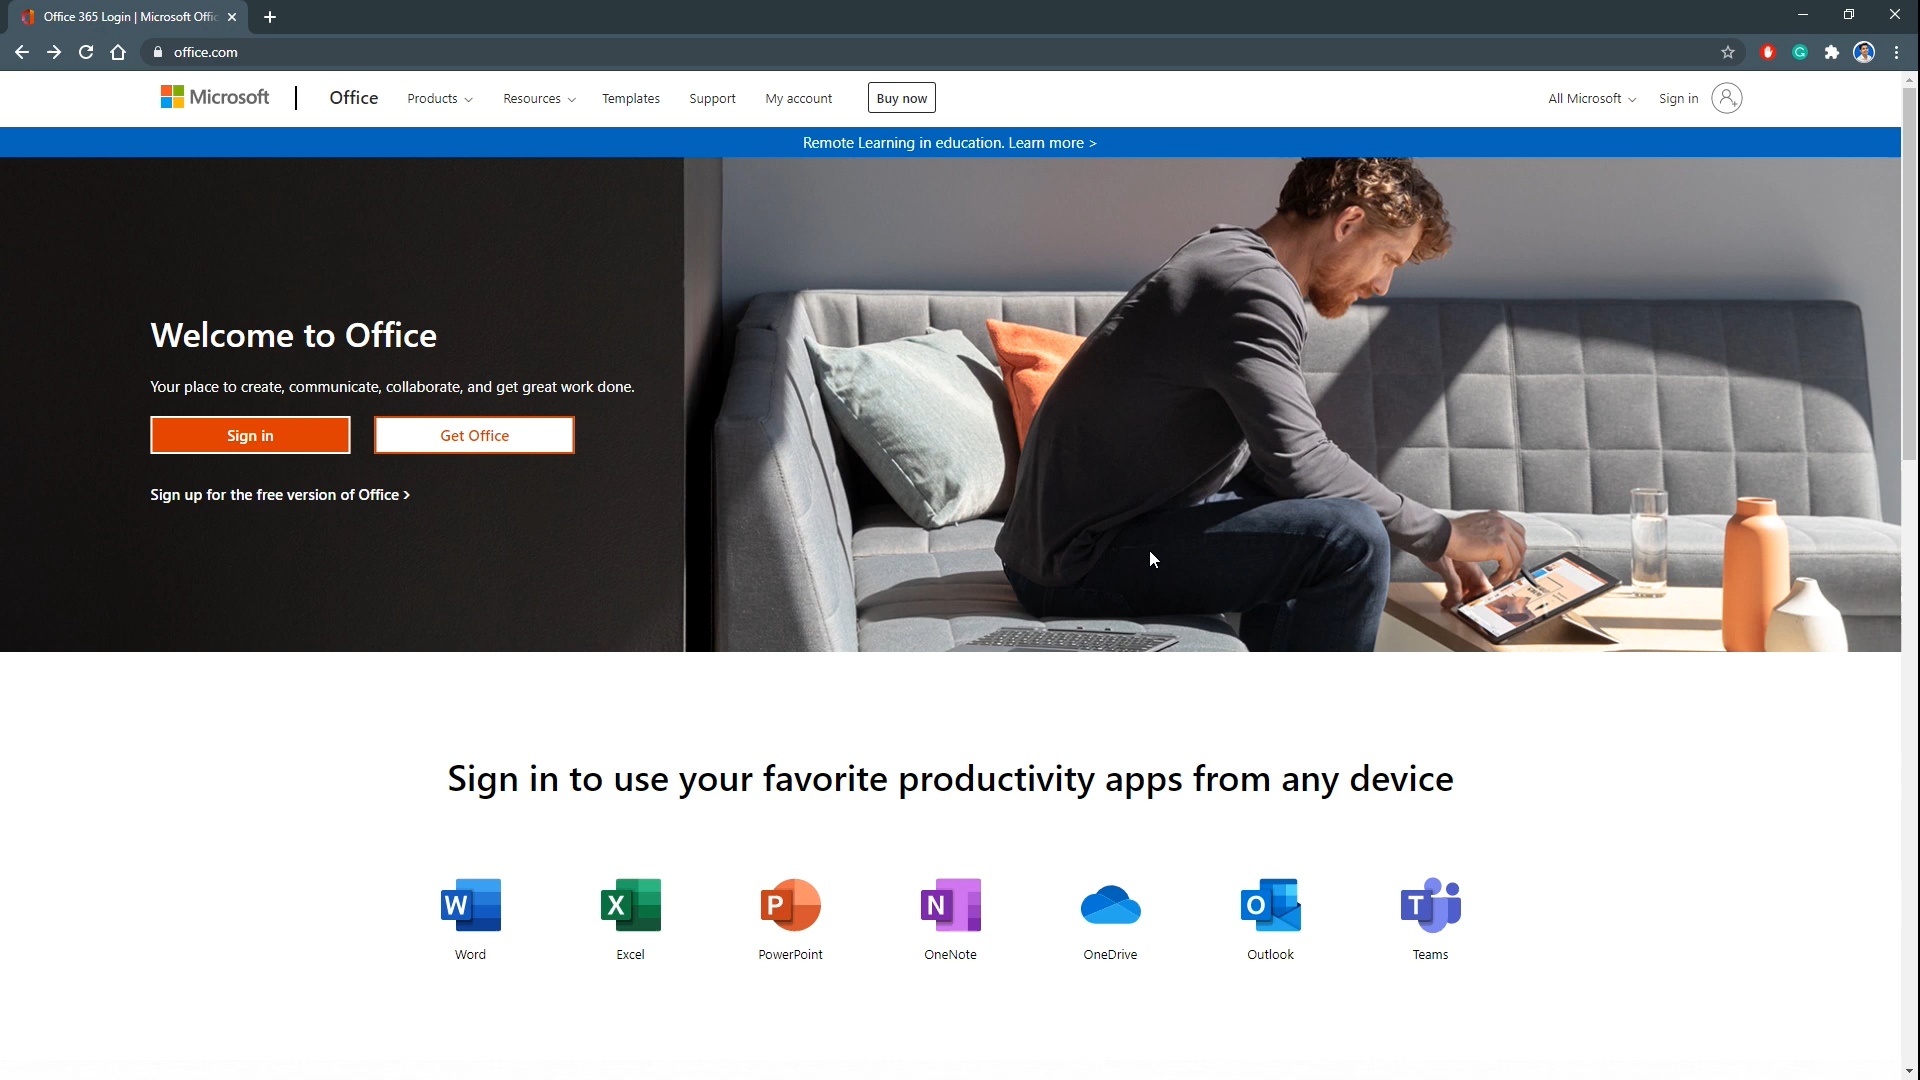 Office 365 Login | Microsoft Offic
office.com
Microsoft
Office
Products
Resources
Templates
Support
My account
Buy now
All Microsoft
Sign in
Remote Learning in education. Learn more >
Welcome to Office
Your place to create, communicate, collaborate, and get great work done.
Sign in
Get Office
Sign up for the free version of Office >
Sign in to use your favorite productivity apps from any device
W
X
P
N
O
T
Word
Excel
PowerPoint
OneNote
OneDrive
Outlook
Teams